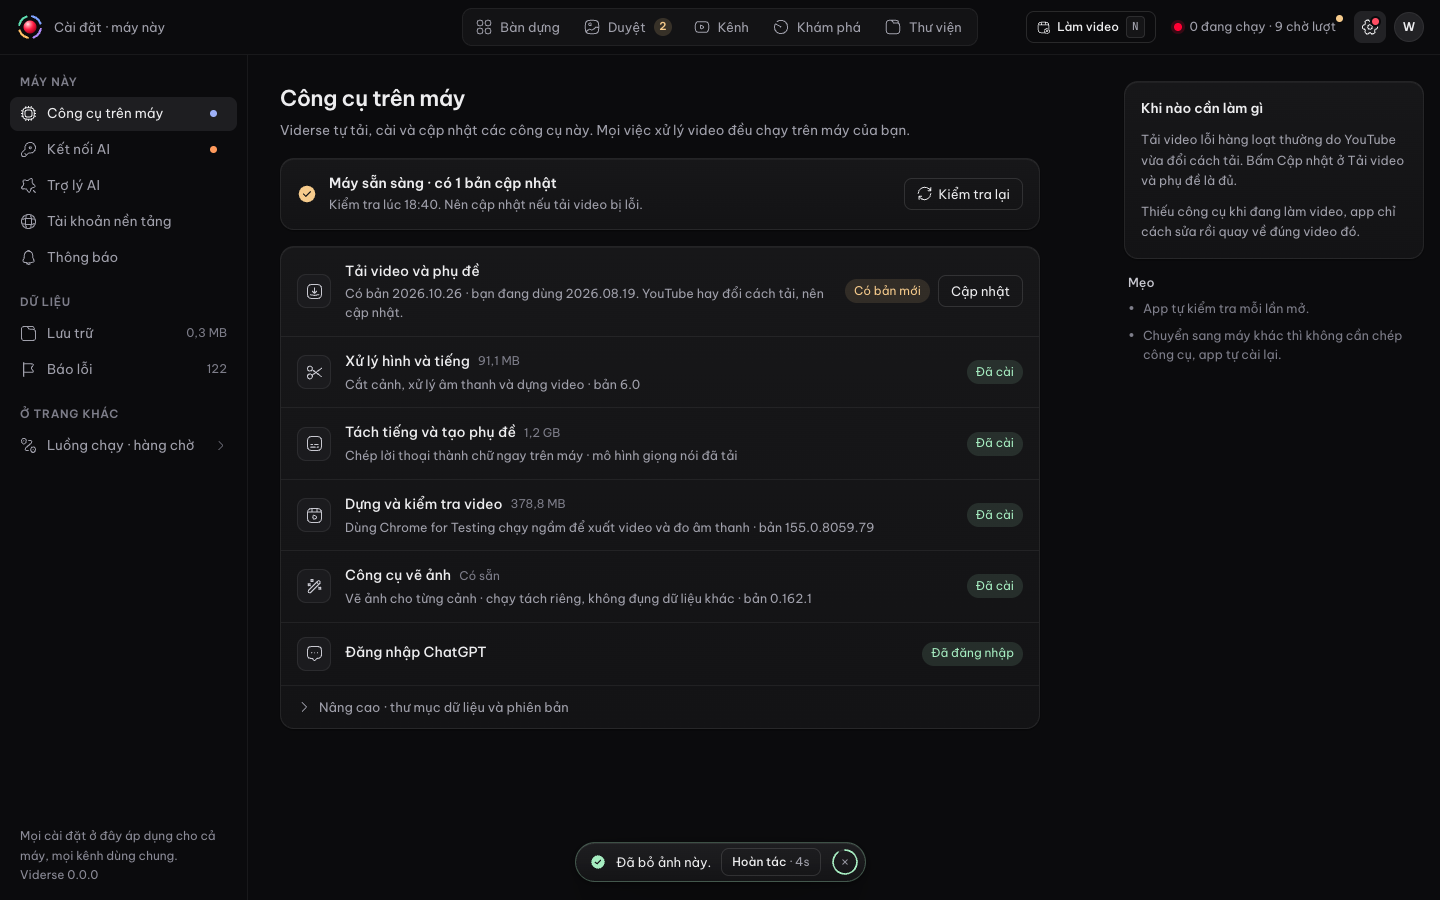 Cài đặt · máy này
Bàn dựng
Duyệt 2
Kênh
Khám phá
Thư viện
Làm video N
0 đang chạy · 9 chờ lượt
W
MÁY NÀY
Công cụ trên máy
Kết nối AI
Trợ lý AI
Tài khoản nền tảng
Thông báo
DỮ LIỆU
Lưu trữ 0,3 MB
Báo lỗi 122
Ở TRANG KHÁC
Luồng chạy · hàng chờ
Mọi cài đặt ở đây áp dụng cho cả
máy, mọi kênh dùng chung.
Viderse 0.0.0
Công cụ trên máy
Viderse tự tải, cài và cập nhật các công cụ này. Mọi việc xử lý video đều chạy trên máy của bạn.
Máy sẵn sàng · có 1 bản cập nhật
Kiểm tra lúc 18:40. Nên cập nhật nếu tải video bị lỗi.
Kiểm tra lại
Tải video và phụ đề
Có bản 2026.10.26 · bạn đang dùng 2026.08.19. YouTube hay đổi cách tải, nên
cập nhật.
Có bản mới
Cập nhật
Xử lý hình và tiếng 91,1 MB
Cắt cảnh, xử lý âm thanh và dựng video · bản 6.0
Đã cài
Tách tiếng và tạo phụ đề 1,2 GB
Chép lời thoại thành chữ ngay trên máy · mô hình giọng nói đã tải
Đã cài
Dựng và kiểm tra video 378,8 MB
Dùng Chrome for Testing chạy ngầm để xuất video và đo âm thanh · bản 155.0.8059.79
Đã cài
Công cụ vẽ ảnh Có sẵn
Vẽ ảnh cho từng cảnh · chạy tách riêng, không đụng dữ liệu khác · bản 0.162.1
Đã cài
Đăng nhập ChatGPT
Đã đăng nhập
Nâng cao · thư mục dữ liệu và phiên bản
Khi nào cần làm gì
Tải video lỗi hàng loạt thường do YouTube
vừa đổi cách tải. Bấm Cập nhật ở Tải video
và phụ đề là đủ.
Thiếu công cụ khi đang làm video, app chỉ
cách sửa rồi quay về đúng video đó.
Mẹo
• App tự kiểm tra mỗi lần mở.
• Chuyển sang máy khác thì không cần chép
công cụ, app tự cài lại.
Đã bỏ ảnh này.
Hoàn tác · 4s